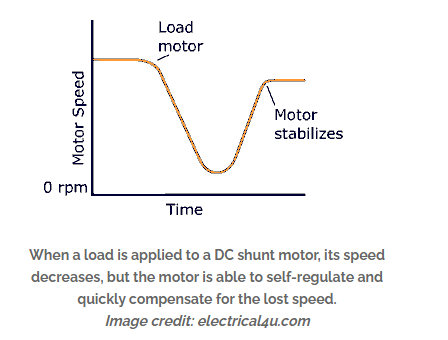 Load
motor
Motor Speed
Motor
stabilizes
0 rpm
Time
When a load is applied to a DC shunt motor, its speed
decreases, but the motor is able to self-regulate and
quickly compensate for the lost speed.
Image credit: electrical4u.com